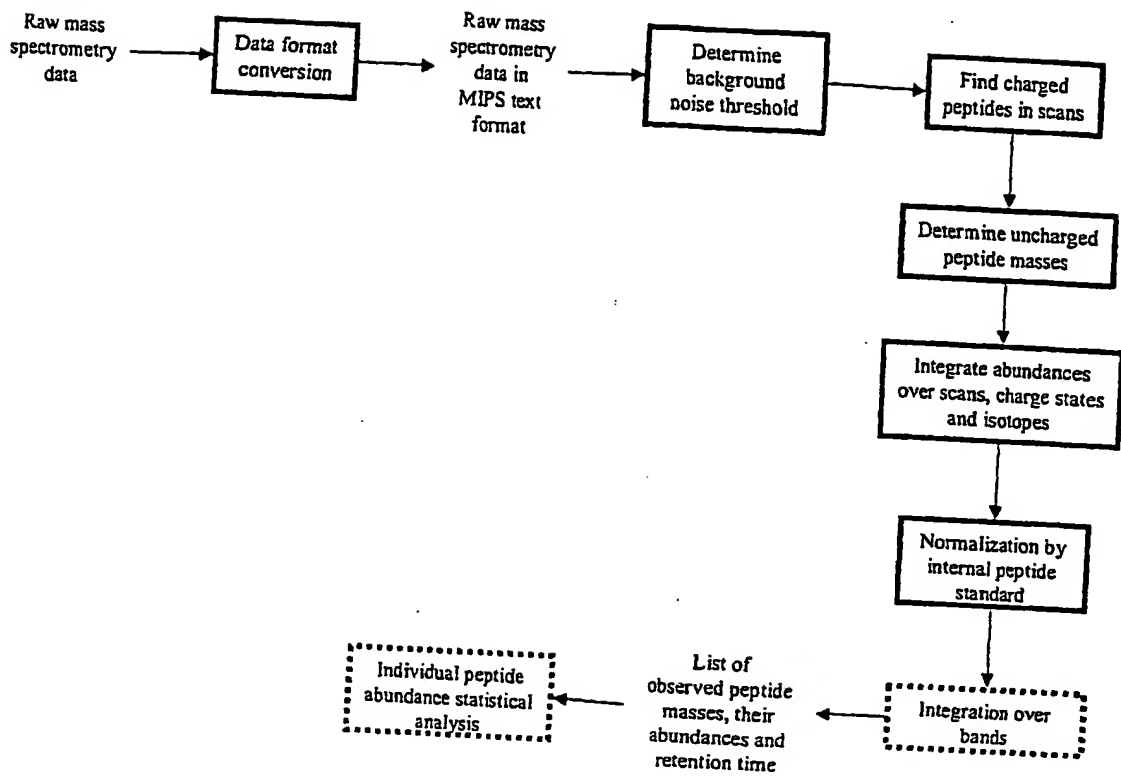 Raw mass
spectrometry
data
Data format
conversion
Raw mass
spectrometry
data in
MIPS text
format
Determine
background
noise threshold
Find charged
peptides in scans
Determine uncharged
peptide masses
Integrate abundances
over scans, charge states
and isotopes
Normalization by
internal peptide
standard
Integration over
bands
List of
observed peptide
masses, their
abundances and
retention time
Individual peptide
abundance statistical
analysis